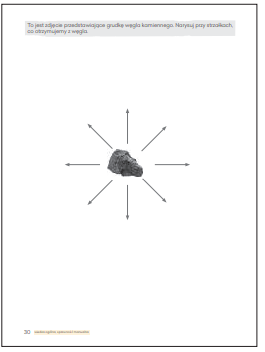 To jest zdjęcie przedstawiające grudkę węgla kamiennego. Narysuj przy strzałkach,
co otrzymujemy z węgla.
30